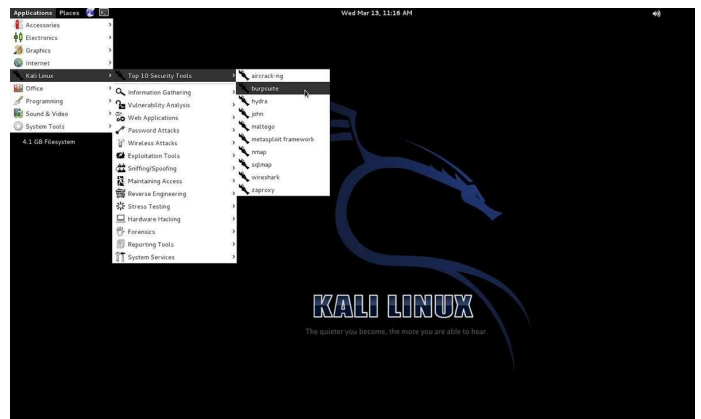 Applications Places Wed Mar 13, 11:16 AM
Accessories
Electronics
Graphics
Internet
Kali Linux
Office
Programming
Sound & Video
System Tools
4.1 GB Filesystem
Top 10 Security Tools
Information Gathering
Vulnerability Analysis
Web Applications
Password Attacks
Wireless Attacks
Exploitation Tools
Sniffing/Spoofing
Maintaining Access
Reverse Engineering
Stress Testing
Hardware Hacking
Forensics
Reporting Tools
System Services
aircrack-ng
burpsuite
hydra
john
maltego
metasploit framework
nmap
sqlmap
wireshark
zaproxy
KALI LINUX
The quieter you become, the more you are able to hear.